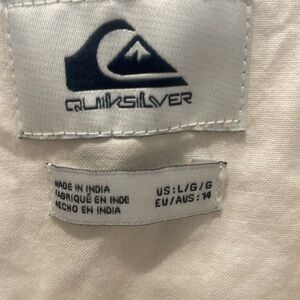 QUIKSILVER
MADE IN INDIA
FABRIQUÉ EN INDE
HECHO EN INDIA
US: L/G/G
EU/AUS: 14